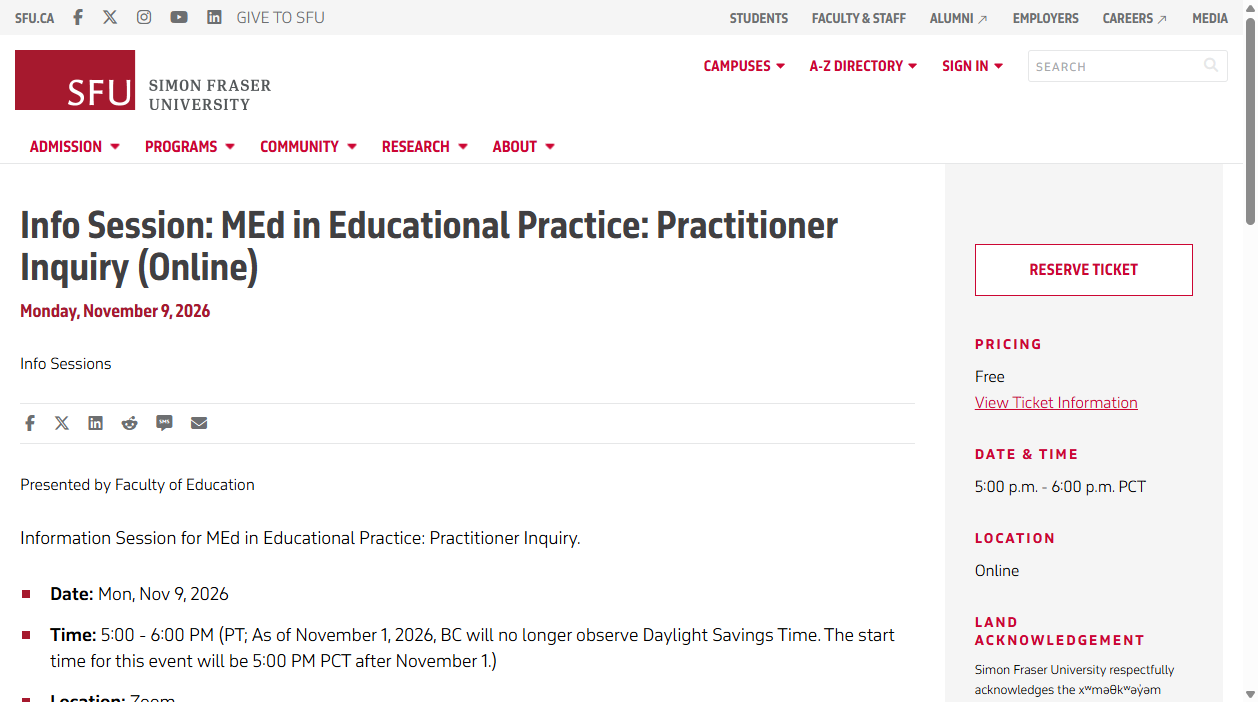 SFU.CA GIVE TO SFU STUDENTS FACULTY & STAFF ALUMNI EMPLOYERS CAREERS MEDIA
SFU SIMON FRASER UNIVERSITY
CAMPUSES A-Z DIRECTORY SIGN IN SEARCH
ADMISSION PROGRAMS COMMUNITY RESEARCH ABOUT
Info Session: MEd in Educational Practice: Practitioner
Inquiry (Online)
Monday, November 9, 2026
Info Sessions
SMS
Presented by Faculty of Education
Information Session for MEd in Educational Practice: Practitioner Inquiry.
Date: Mon, Nov 9, 2026
Time: 5:00 - 6:00 PM (PT; As of November 1, 2026, BC will no longer observe Daylight Savings Time. The start
time for this event will be 5:00 PM PCT after November 1.)
Location: Zoom
RESERVE TICKET
PRICING
Free
View Ticket Information
DATE & TIME
5:00 p.m. - 6:00 p.m. PCT
LOCATION
Online
LAND
ACKNOWLEDGEMENT
Simon Fraser University respectfully
acknowledges the xʷməθkʷəy̓əm